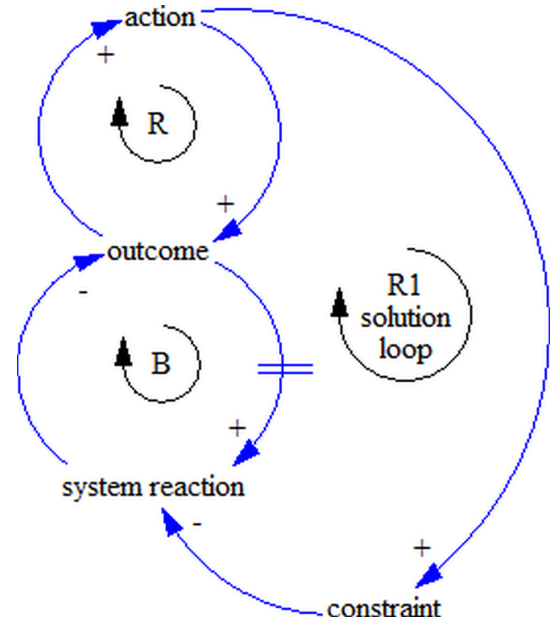 action
+
R
+
outcome
-
R1
solution
loop
B
+
system reaction
-
+
constraint